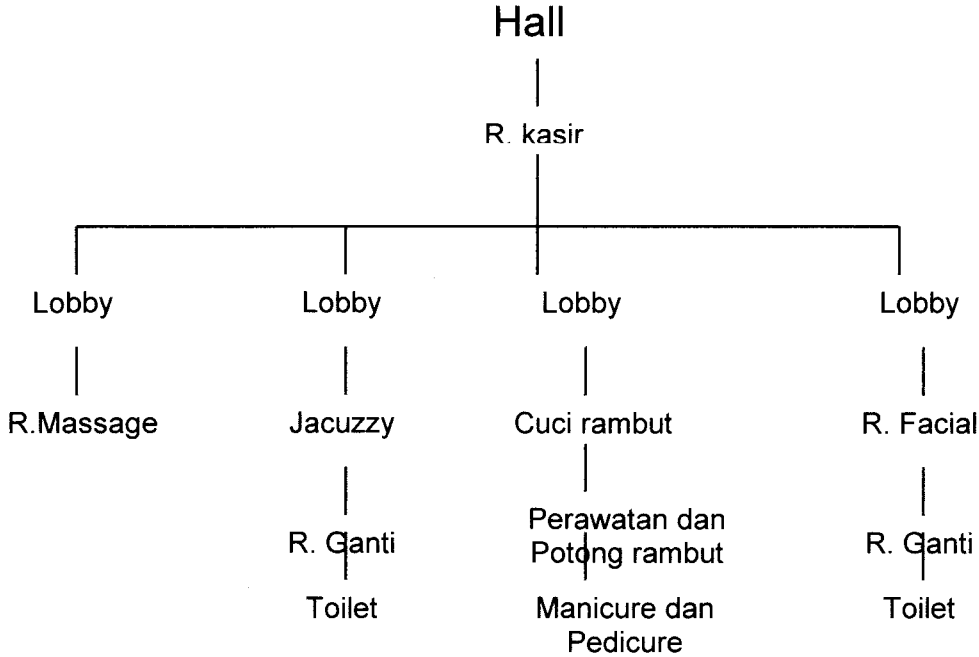 Hall
R. kasir
Lobby
Lobby
Lobby
Lobby
R.Massage
Jacuzzy
Cuci rambut
R. Facial
R. Ganti
Perawatan dan
Potong rambut
R. Ganti
Toilet
Manicure dan
Pedicure
Toilet